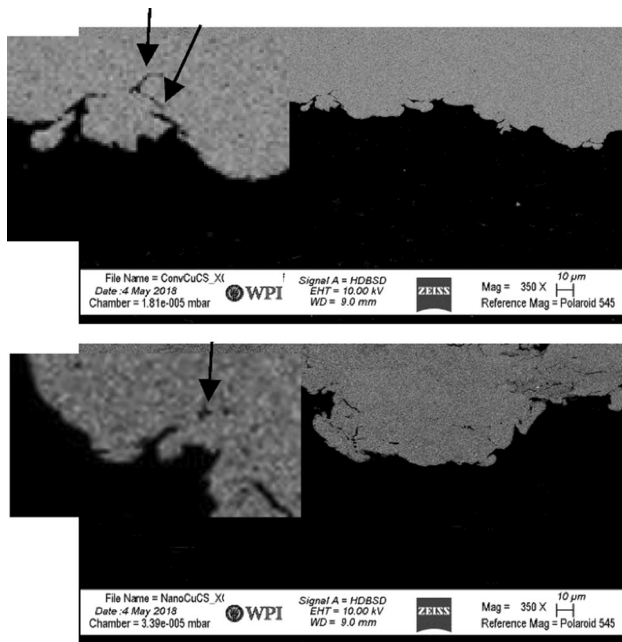 File Name = ConvCuCS_X(
Date :4 May 2018
Chamber = 1.81e-005 mbar
WPI
Signal A = HDBSD
EHT = 10.00 kV
WD = 9.0 mm
ZEISS
Mag = 350 X
10 µm
Reference Mag = Polaroid 545
File Name = NanoCuCS_X(
Date :4 May 2018
Chamber = 3.39e-005 mbar
WPI
Signal A = HDBSD
EHT = 10.00 kV
WD = 9.0 mm
ZEISS
Mag = 350 X
10 µm
Reference Mag = Polaroid 545